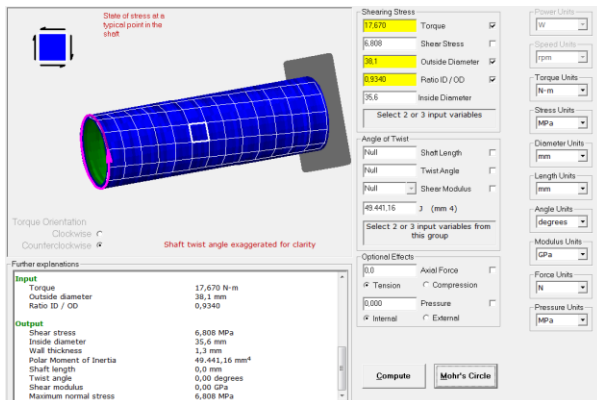 State of stress at a
typical point in the
shaft
Torque Orientation
Clockwise
Counterclockwise
Shaft twist angle exaggerated for clarity
Further explanations
Input
Torque 17,670 N·m
Outside diameter 38,1 mm
Ratio ID / OD 0,9340
Output
Shear stress 6,808 MPa
Inside diameter 35,6 mm
Wall thickness 1,3 mm
Polar Moment of Inertia 49.441,16 mm⁴
Shaft length 0,0 mm
Twist angle 0,00 degrees
Shear modulus 0,00 GPa
Maximum normal stress 6,808 MPa
Shearing Stress
17,670 Torque
6,808 Shear Stress
38,1 Outside Diameter
0,9340 Ratio ID / OD
35,6 Inside Diameter
Select 2 or 3 input variables
Angle of Twist
Null Shaft Length
Null Twist Angle
Null Shear Modulus
49.441,16 J (mm 4)
Select 2 or 3 input variables from
this group
Optional Effects
0,0 Axial Force
Tension Compression
0,000 Pressure
Internal External
Compute Mohr's Circle
Power Units
W
Speed Units
rpm
Torque Units
N-m
Stress Units
MPa
Diameter Units
mm
Length Units
mm
Angle Units
degrees
Modulus Units
GPa
Force Units
N
Pressure Units
MPa